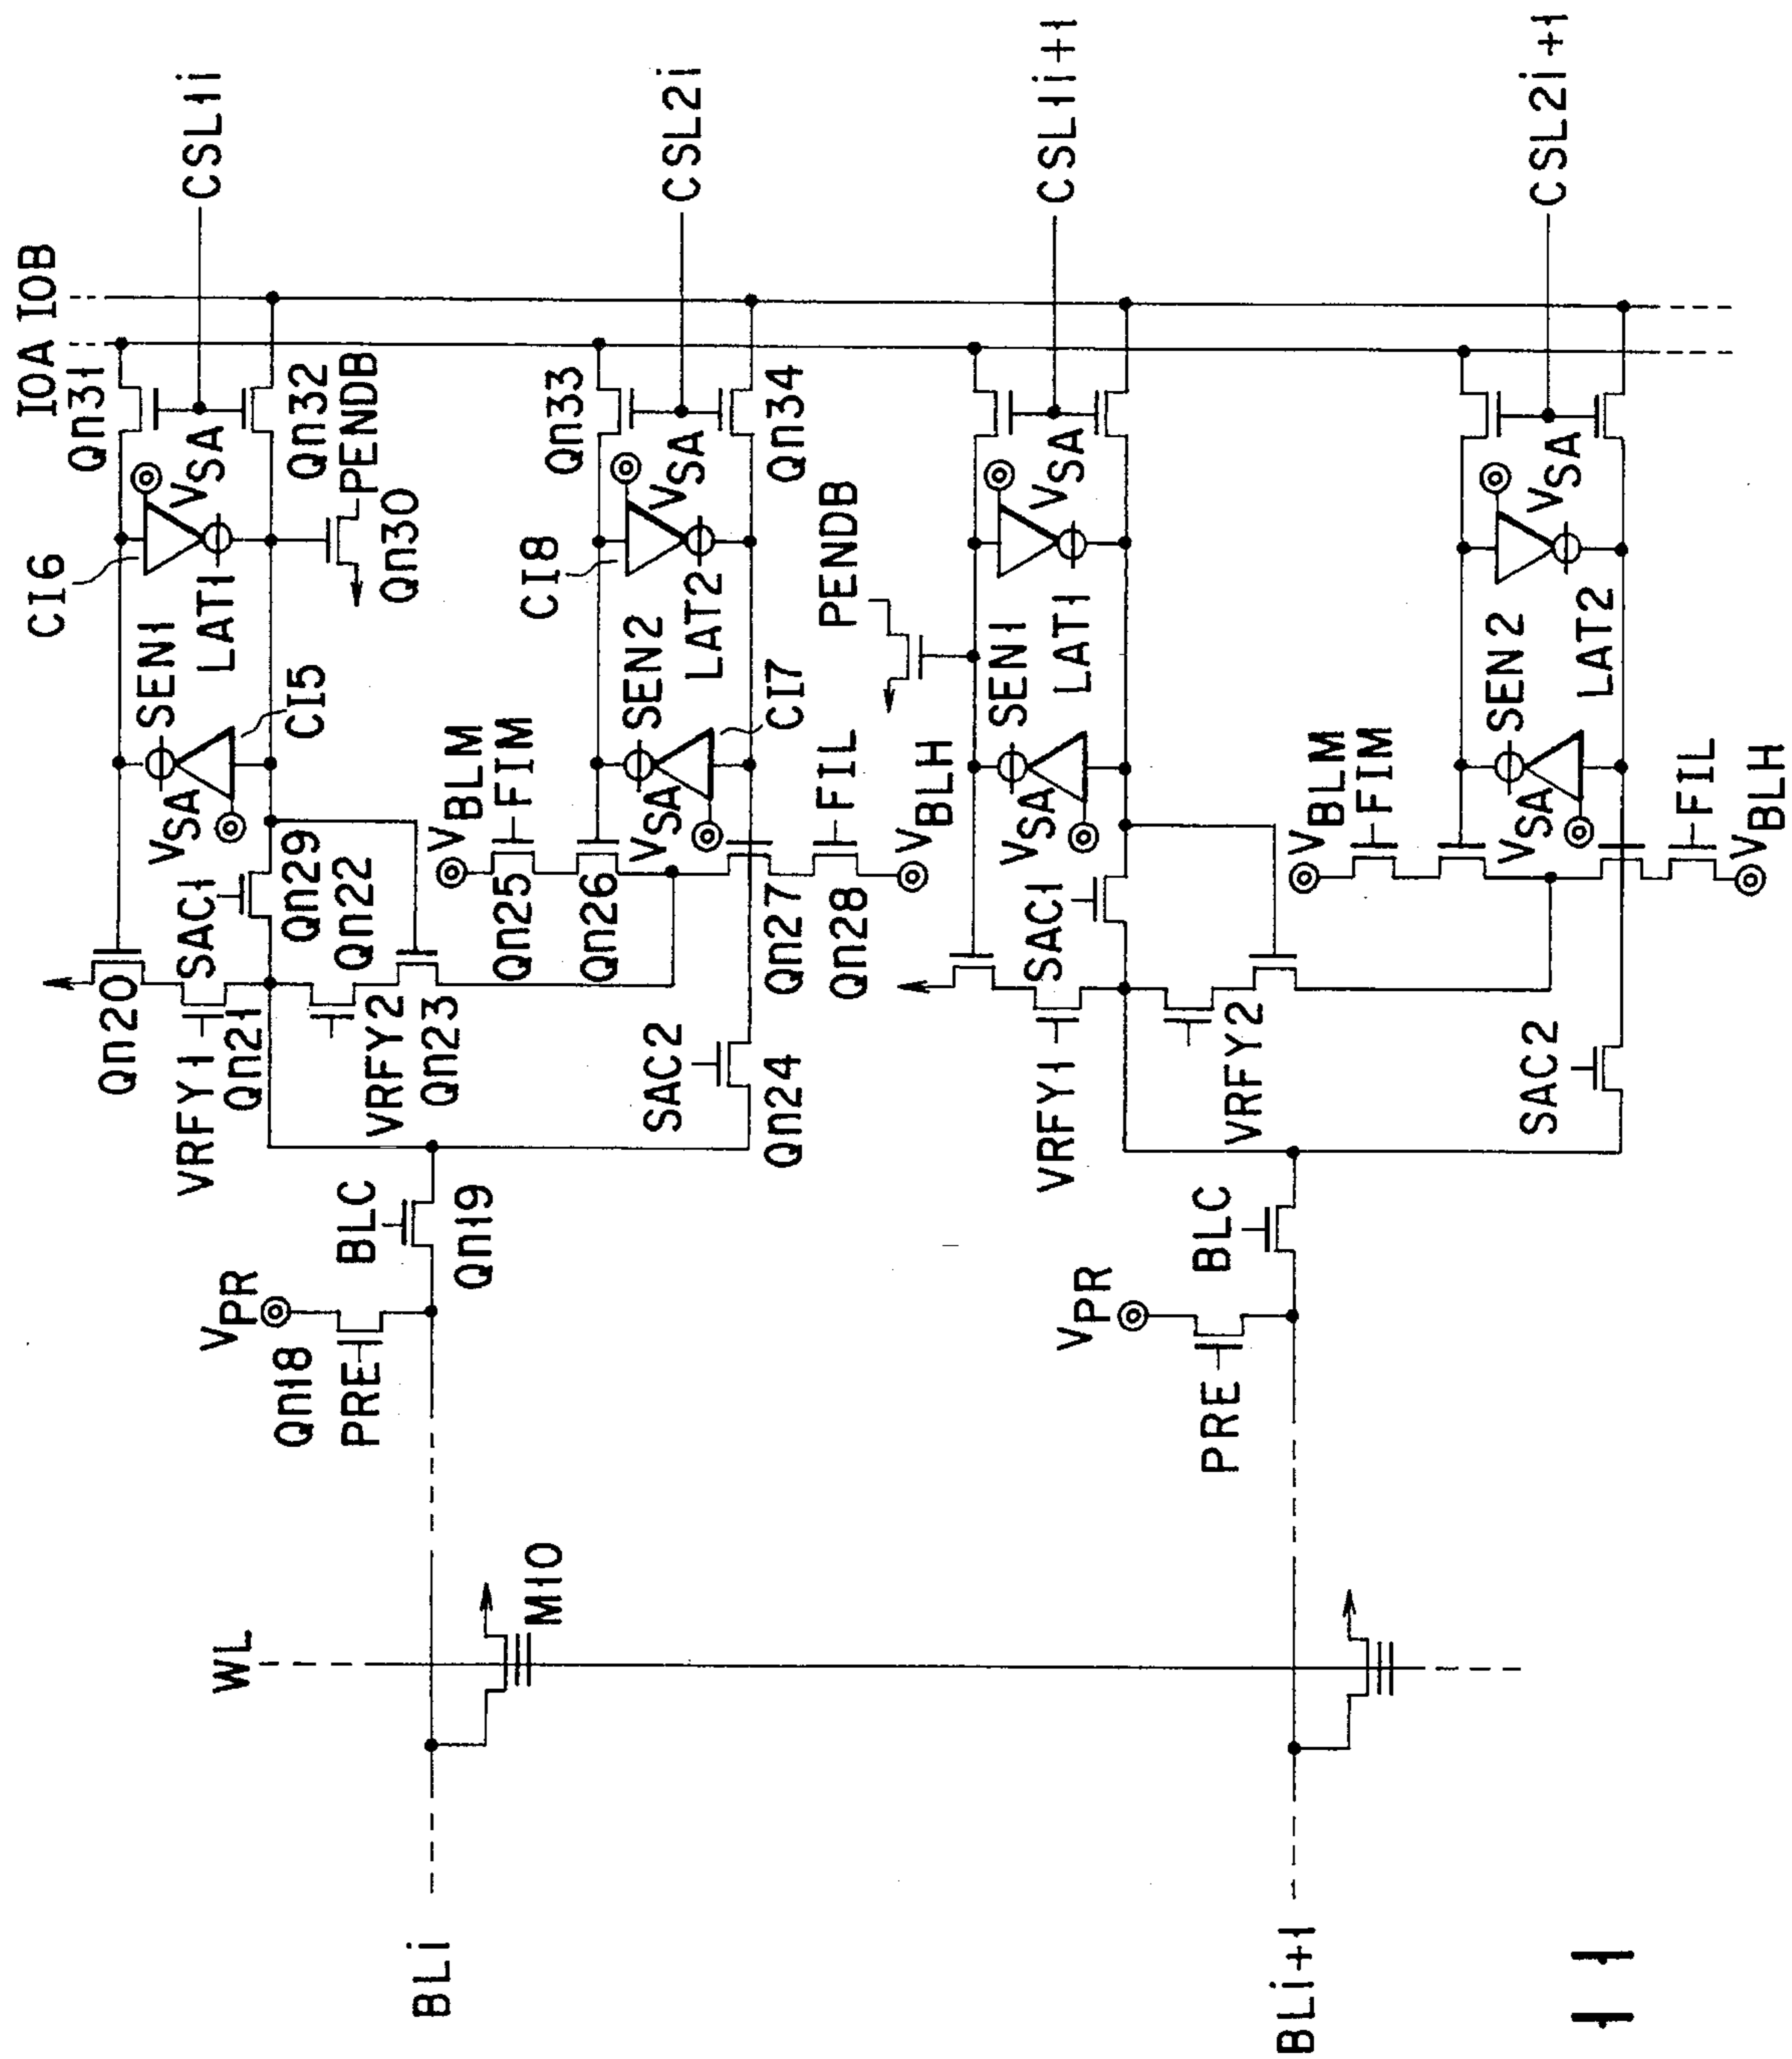 IOA IOB
Qn31
CSL1i
CI6
VSA
Qn32
PENDB
LAT1
Qn30
SEN1
CI5
VSA
SAC1
Qn29
Qn22
Qn20
VRFY1
Qn21
VRFY2
Qn23
VBLM
FIM
Qn25
Qn26
Qn33
CSL2i
CI8
VSA
Qn34
SEN2
LAT2
CI7
VSA
FIL
VBLH
Qn27
Qn28
SAC2
Qn24
BLC
Qn19
VPR
Qn18
PRE
WL
M10
BLi
CSL1i+1
PENDB
VSA
SEN1
LAT1
VSA
SAC1
VRFY1
VRFY2
VBLM
FIM
CSL2i+1
VSA
SEN2
LAT2
VSA
FIL
VBLH
SAC2
BLC
VPR
PRE
BLi+1
11